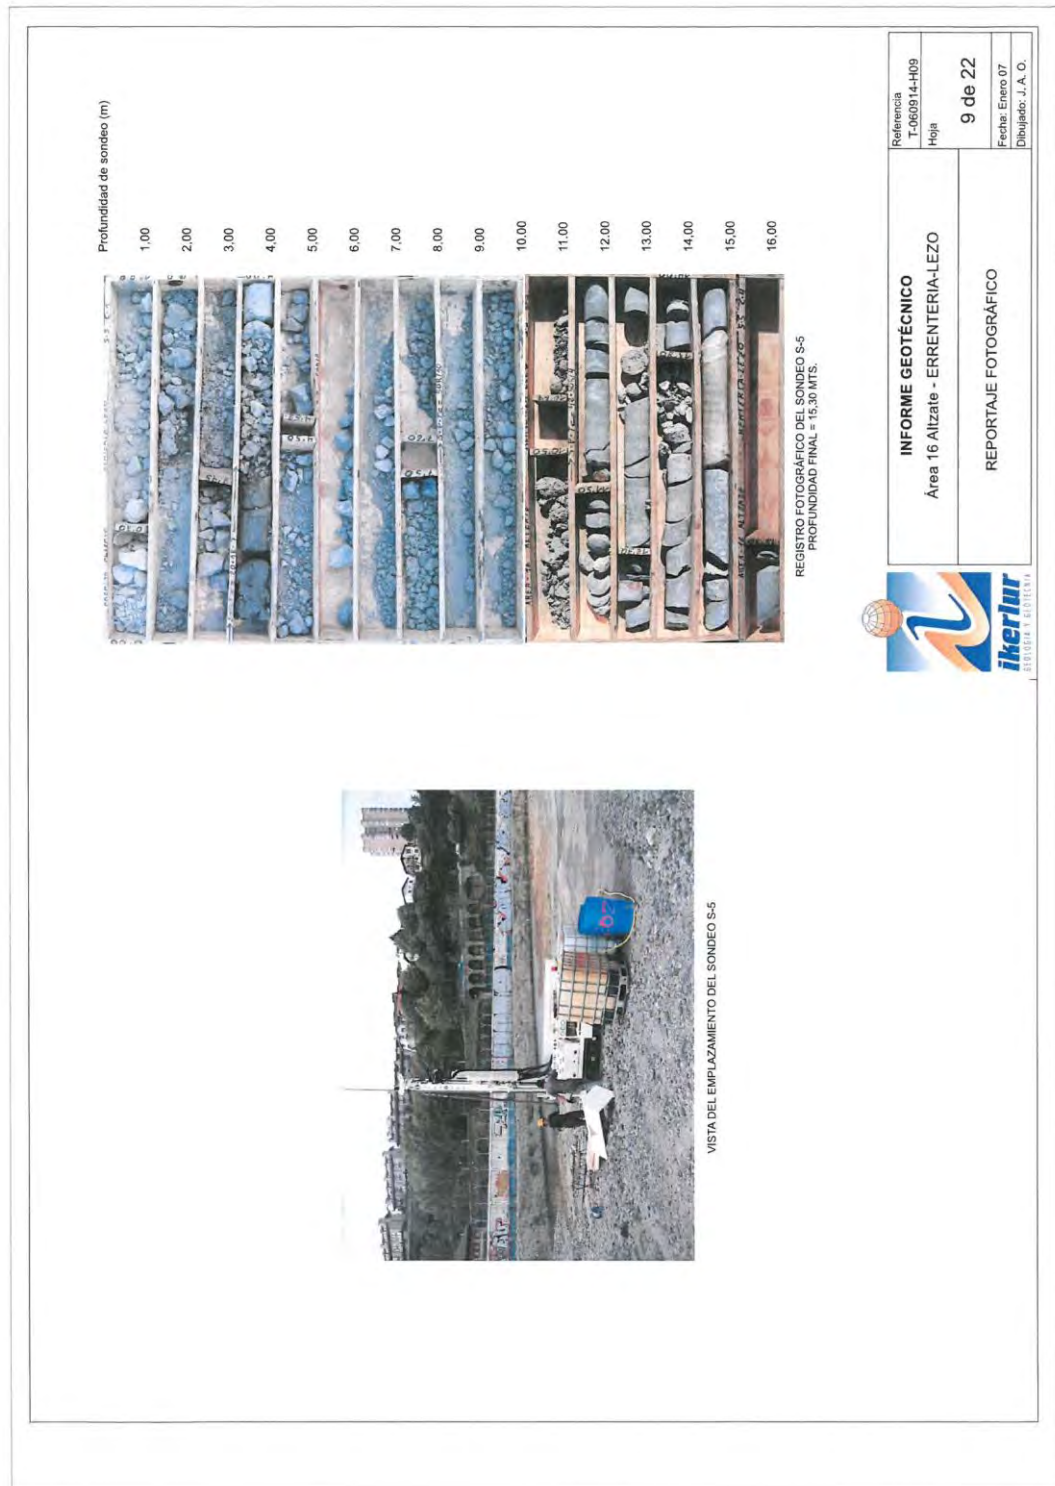 Profundidad de sondeo (m)
1.00
2,00
3,00
4,00
5,00
6,00
7,00
8,00
9,00
10,00
11,00
12,00
13,00
14,00
15,00
16,00
REGISTRO FOTOGRÁFICO DEL SONDEO S-5
PROFUNDIDAD FINAL = 15,30 MTS.
VISTA DEL EMPLAZAMIENTO DEL SONDEO S-5
ikerlur
GEOLOGIA Y GEOTECNIA
INFORME GEOTÉCNICO
Área 16 Altzate - ERRENTERIA-LEZO
REPORTAJE FOTOGRÁFICO
Referencia
T-060914-H09
Hoja
9 de 22
Fecha: Enero 07
Dibujado: J. A. O.